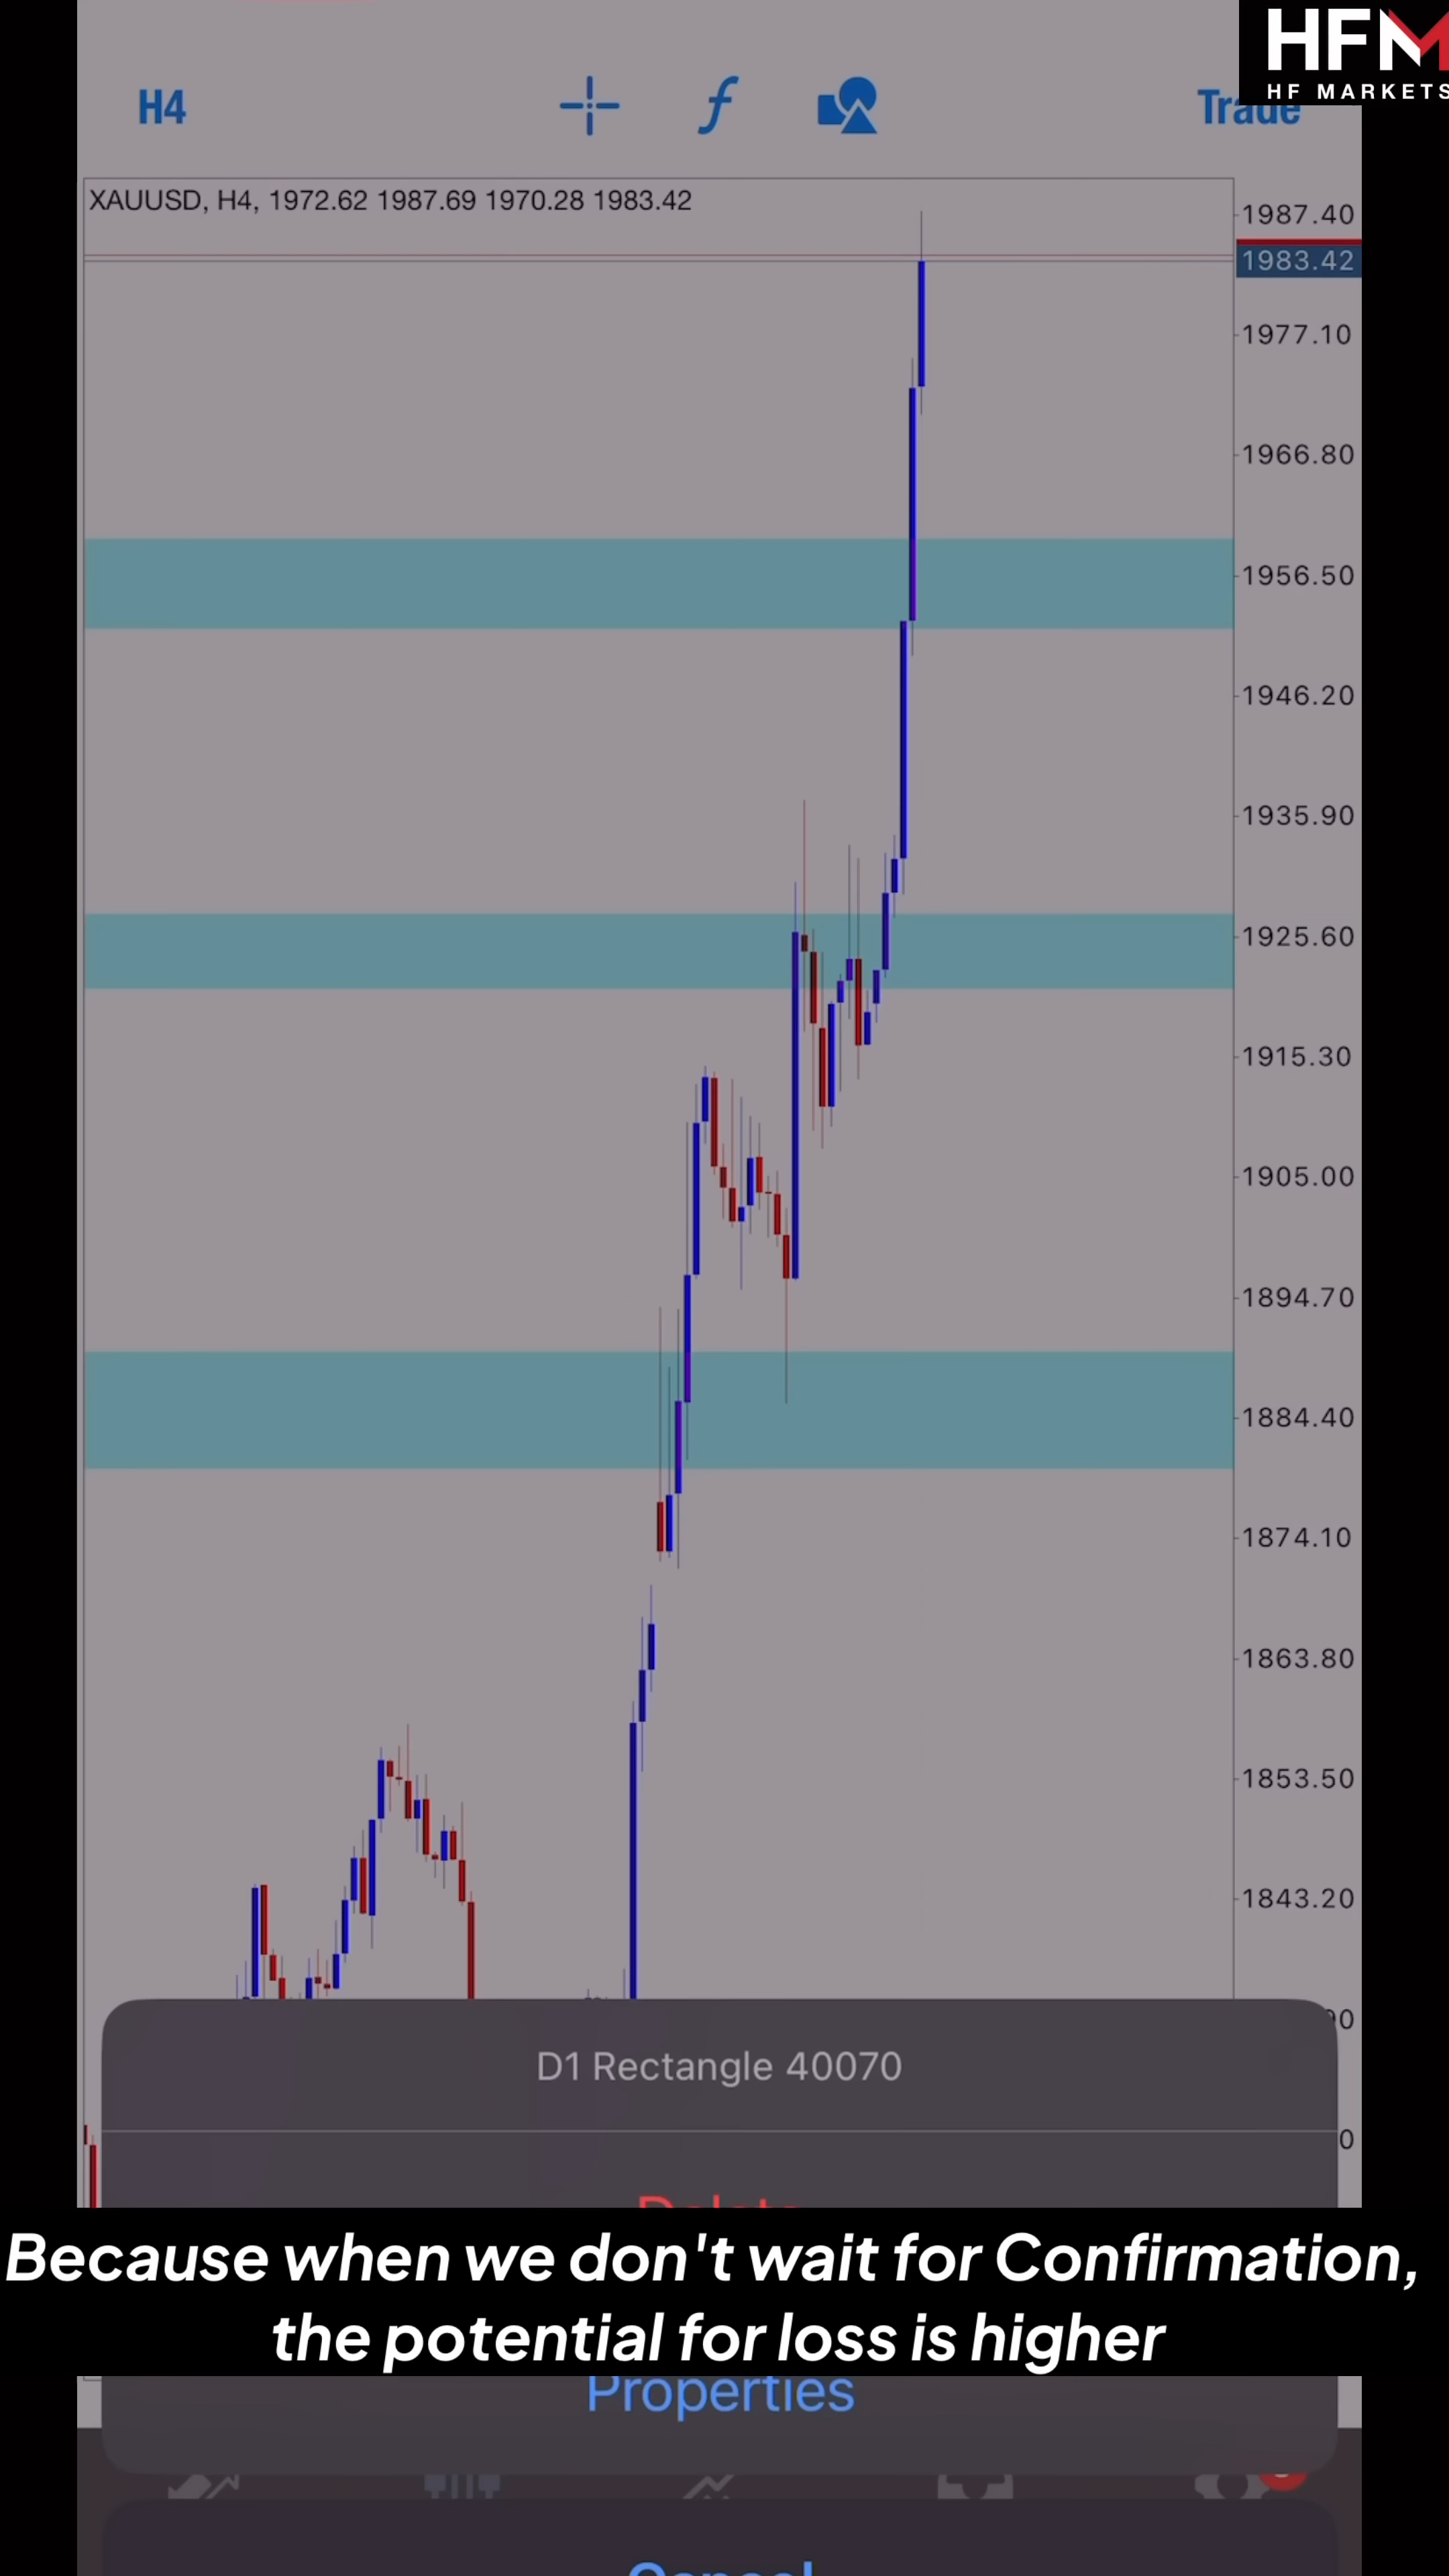 HFM
HF MARKETS
H4
Trade
XAUUSD, H4, 1972.62 1987.69 1970.28 1983.42
1987.40
1983.42
1977.10
1966.80
1956.50
1946.20
1935.90
1925.60
1915.30
1905.00
1894.70
1884.40
1874.10
1863.80
1853.50
1843.20
D1 Rectangle 40070
Delete
Because when we don't wait for Confirmation,
the potential for loss is higher
Properties
Cancel